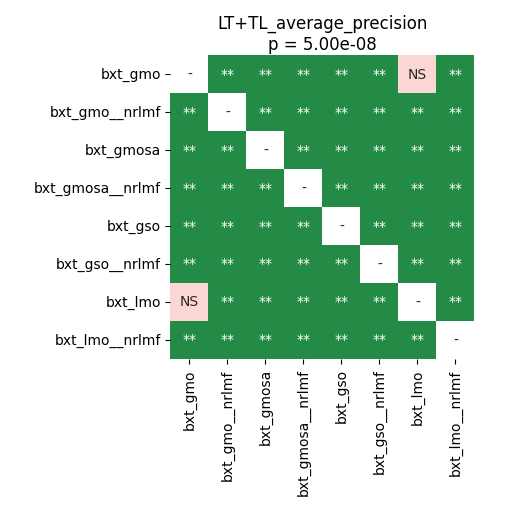 LT+TL_average_precision
p = 5.00e-08
bxt_gmo - ** ** ** ** ** NS **
bxt_gmo__nrlmf ** - ** ** ** ** ** **
bxt_gmosa ** ** - ** ** ** ** **
bxt_gmosa__nrlmf ** ** ** - ** ** ** **
bxt_gso ** ** ** ** - ** ** **
bxt_gso__nrlmf ** ** ** ** ** - ** **
bxt_lmo NS ** ** ** ** ** - **
bxt_lmo__nrlmf ** ** ** ** ** ** ** -
bxt_gmo
bxt_gmo__nrlmf
bxt_gmosa
bxt_gmosa__nrlmf
bxt_gso
bxt_gso__nrlmf
bxt_lmo
bxt_lmo__nrlmf